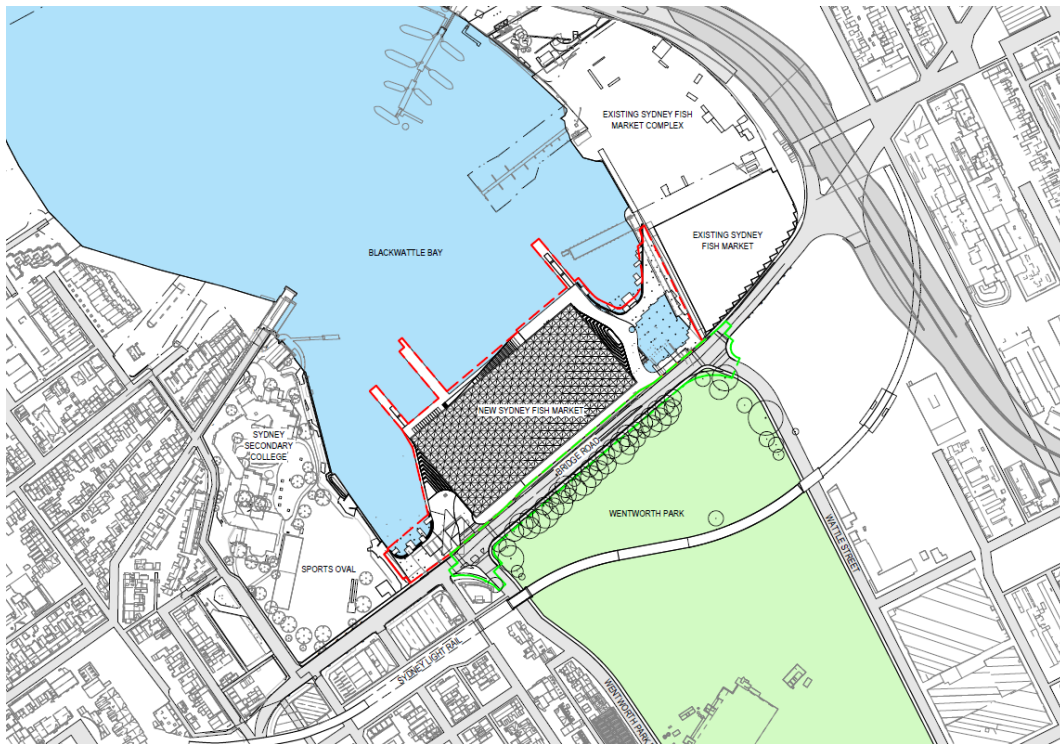 EXISTING SYDNEY FISH
MARKET COMPLEX
EXISTING SYDNEY
FISH MARKET
BLACKWATTLE BAY
NEW SYDNEY FISH MARKET
BRIDGE ROAD
SYDNEY
SECONDARY
COLLEGE
WENTWORTH PARK
WATTLE STREET
SPORTS OVAL
SYDNEY LIGHT RAIL
WENTWORTH PARK